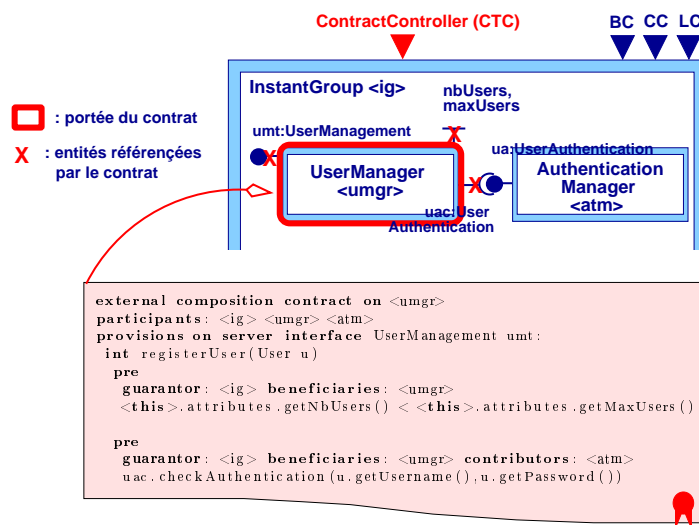 ContractController (CTC)
BC CC LC
InstantGroup <ig>
nbUsers,
maxUsers
: portée du contrat
umt:UserManagement
X : entités référençées
par le contrat
X
X
ua:UserAuthentication
UserManager
<umgr>
X
Authentication
Manager
<atm>
uac:User
Authentication
external composition contract on <umgr>
participants: <ig> <umgr> <atm>
provisions on server interface UserManagement umt:
int registerUser(User u)
pre
guarantor: <ig> beneficiaries: <umgr>
<this>.attributes.getNbUsers() < <this>.attributes.getMaxUsers()
pre
guarantor: <ig> beneficiaries: <umgr> contributors: <atm>
uac.checkAuthentication(u.getUsername(),u.getPassword())